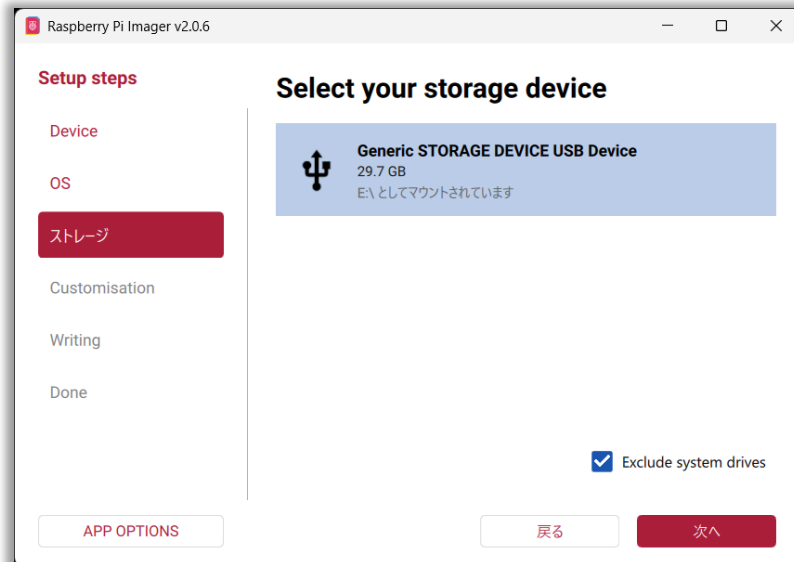 Raspberry Pi Imager v2.0.6
Setup steps
Device
OS
ストレージ
Customisation
Writing
Done
APP OPTIONS
Select your storage device
Generic STORAGE DEVICE USB Device
29.7 GB
E:\ としてマウントされています
Exclude system drives
戻る
次へ